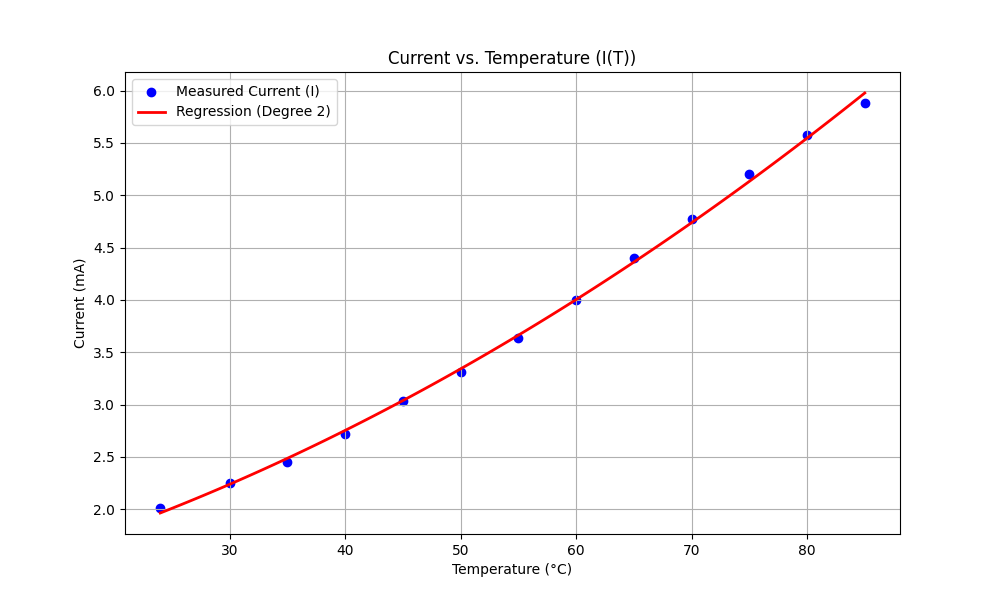 Current vs. Temperature (I(T))
Measured Current (I)
Regression (Degree 2)
6.0
5.5
5.0
4.5
4.0
3.5
3.0
2.5
2.0
Current (mA)
30 40 50 60 70 80
Temperature (°C)